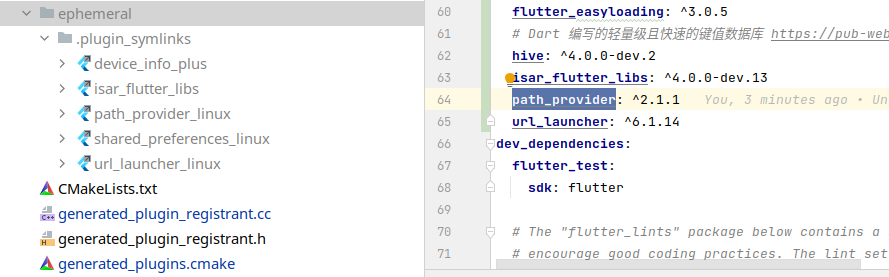 ephemeral
.plugin_symlinks
device_info_plus
isar_flutter_libs
path_provider_linux
shared_preferences_linux
url_launcher_linux
CMakeLists.txt
generated_plugin_registrant.cc
generated_plugin_registrant.h
generated_plugins.cmake
60 flutter_easyloading: ^3.0.5
61 # Dart 编写的轻量级且快速的键值数据库 https://pub-web
62 hive: ^4.0.0-dev.2
63 isar_flutter_libs: ^4.0.0-dev.13
64 path_provider: ^2.1.1 You, 3 minutes ago • Un
65 url_launcher: ^6.1.14
66 dev_dependencies:
67 flutter_test:
68 sdk: flutter
69
70 # The "flutter_lints" package below contains a
71 # encourage good coding practices. The lint set